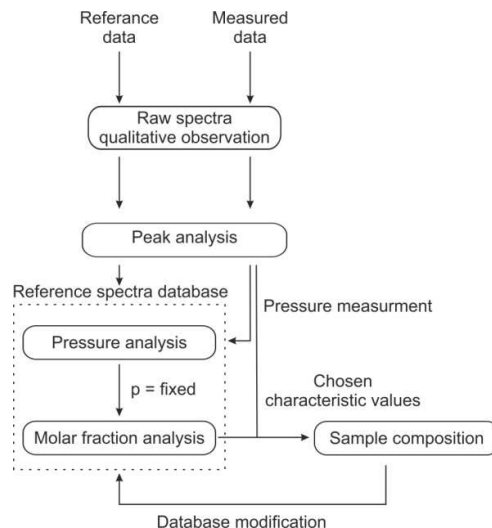 Referance
data
Measured
data
Raw spectra
qualitative observation
Peak analysis
Reference spectra database
Pressure measurment
Pressure analysis
p = fixed
Chosen
characteristic values
Molar fraction analysis
Sample composition
Database modification